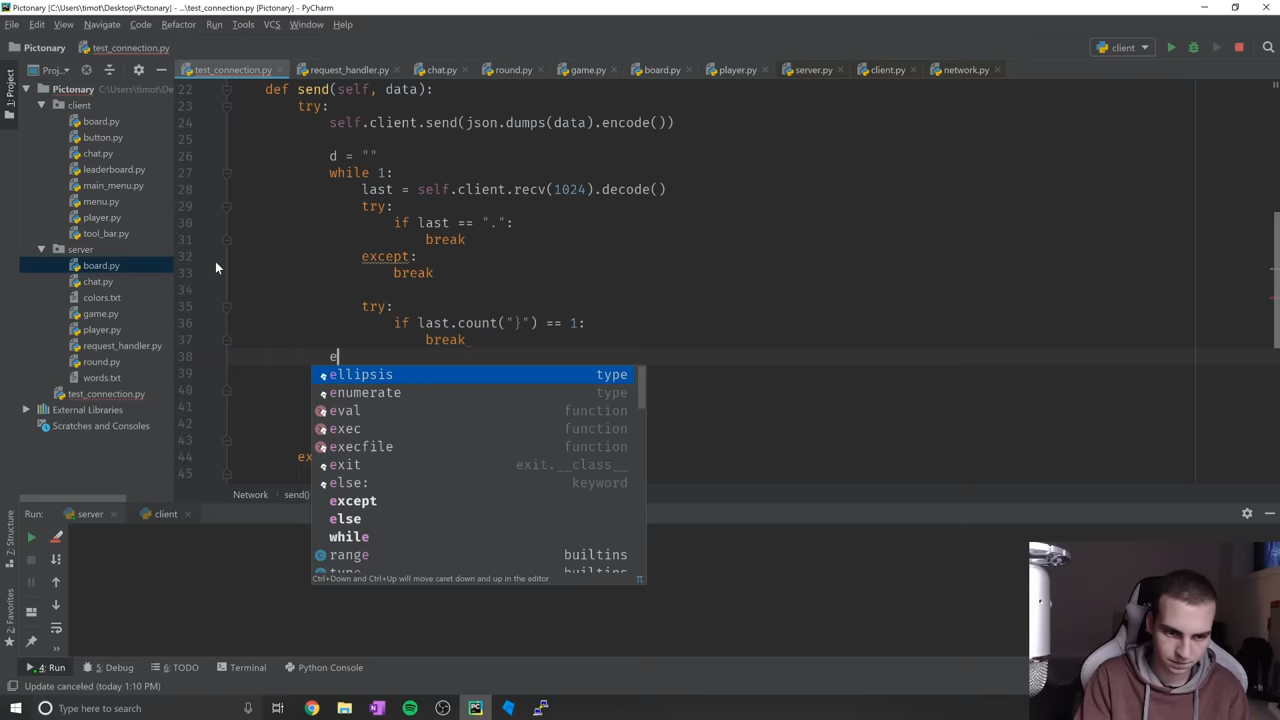 Pictonary [C:\Users\timot\Desktop\Pictonary] - ...\test_connection.py [Pictonary] - PyCharm
File Edit View Navigate Code Refactor Run Tools VCS Window Help
Pictonary test_connection.py client
1: Project Proj... test_connection.py request_handler.py chat.py round.py game.py board.py player.py server.py client.py network.py
Pictonary C:\Users\timot\De
client
board.py
button.py
chat.py
leaderboard.py
main_menu.py
menu.py
player.py
tool_bar.py
server
board.py
chat.py
colors.txt
game.py
player.py
request_handler.py
round.py
words.txt
test_connection.py
External Libraries
Scratches and Consoles
22 def send(self, data):
23 try:
24 self.client.send(json.dumps(data).encode())
25
26 d = ""
27 while 1:
28 last = self.client.recv(1024).decode()
29 try:
30 if last == ".":
31 break
32 except:
33 break
34
35 try:
36 if last.count("}") == 1:
37 break
38 e
39
40
41
42
43
44 ex
45
ellipsis type
enumerate type
eval function
exec function
execfile function
exit exit.__class__
else: keyword
except
else
while
range builtins
type builtins
Ctrl+Down and Ctrl+Up will move caret down and up in the editor
Network send()
Run: server client
7: Structure
2: Favorites
4: Run 5: Debug 6: TODO Terminal Python Console
Update canceled (today 1:10 PM)
Type here to search